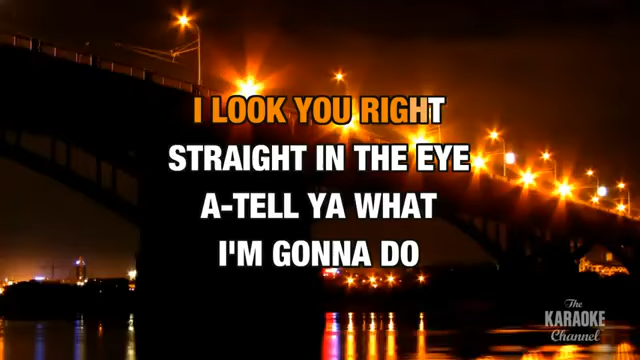 I LOOK YOU RIGHT
STRAIGHT IN THE EYE
A-TELL YA WHAT
I'M GONNA DO
The
KARAOKE
Channel